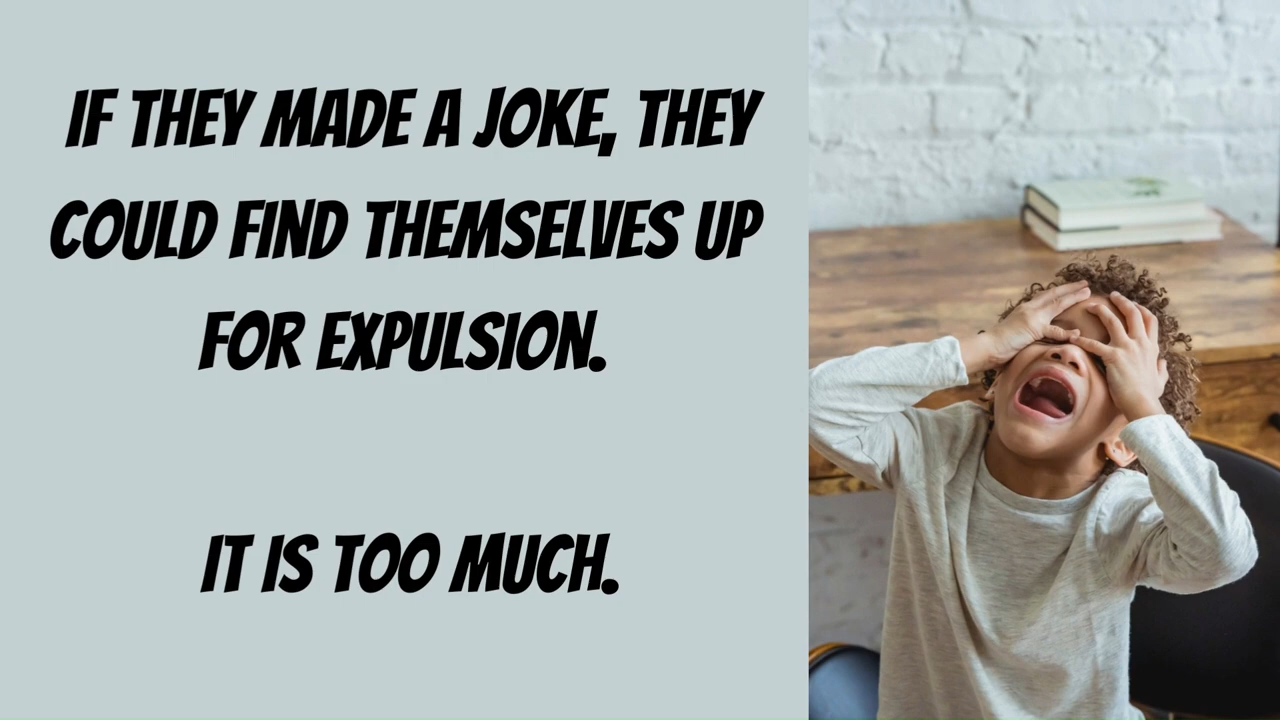 IF THEY MADE A JOKE, THEY
COULD FIND THEMSELVES UP
FOR EXPULSION.
IT IS TOO MUCH.